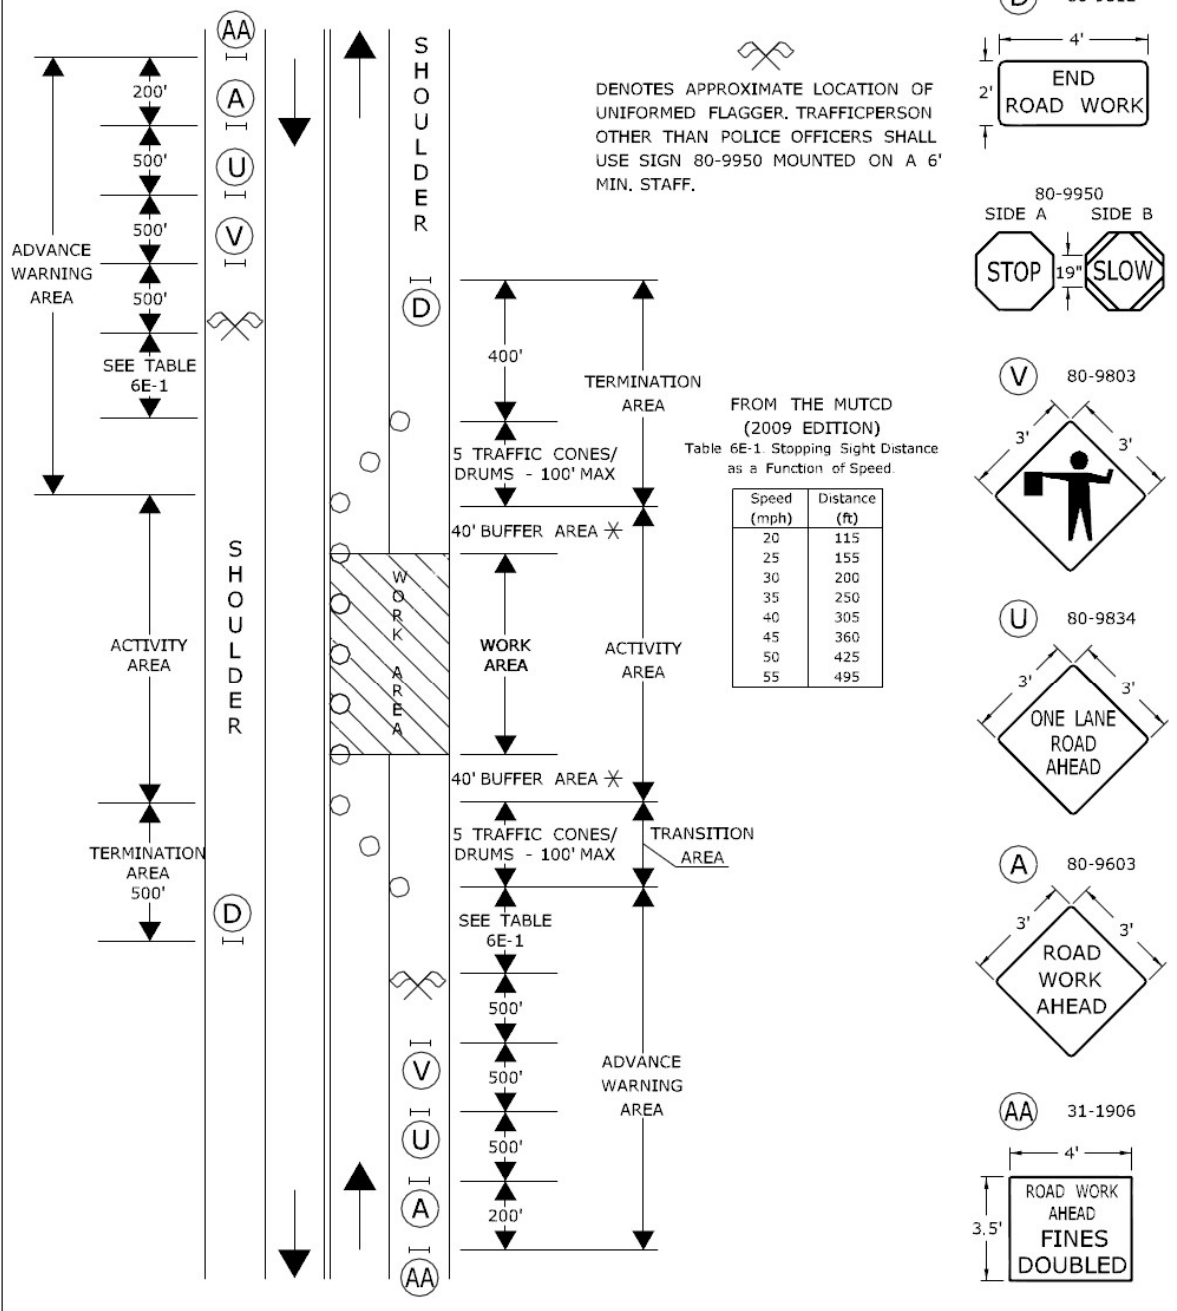 AA
200'
A
500'
U
500'
V
500'
ADVANCE
WARNING
AREA
SEE TABLE
6E-1
SHOULDER
ACTIVITY
AREA
TERMINATION
AREA
500'
D
SHOULDER
D
400'
TERMINATION
AREA
5 TRAFFIC CONES/
DRUMS - 100' MAX
40' BUFFER AREA *
WORK AREA
WORK
AREA
ACTIVITY
AREA
40' BUFFER AREA *
5 TRAFFIC CONES/
DRUMS - 100' MAX
TRANSITION
AREA
SEE TABLE
6E-1
500'
V
500'
ADVANCE
WARNING
AREA
U
500'
A
200'
AA
DENOTES APPROXIMATE LOCATION OF
UNIFORMED FLAGGER. TRAFFICPERSON
OTHER THAN POLICE OFFICERS SHALL
USE SIGN 80-9950 MOUNTED ON A 6'
MIN. STAFF.
FROM THE MUTCD
(2009 EDITION)
Table 6E-1. Stopping Sight Distance
as a Function of Speed.
Speed Distance
(mph) (ft)
20 115
25 155
30 200
35 250
40 305
45 360
50 425
55 495
4'
2'
END
ROAD WORK
80-9950
SIDE A SIDE B
STOP 19" SLOW
V 80-9803
3' 3'
U 80-9834
3' 3'
ONE LANE
ROAD
AHEAD
A 80-9603
3' 3'
ROAD
WORK
AHEAD
AA 31-1906
4'
3.5'
ROAD WORK
AHEAD
FINES
DOUBLED